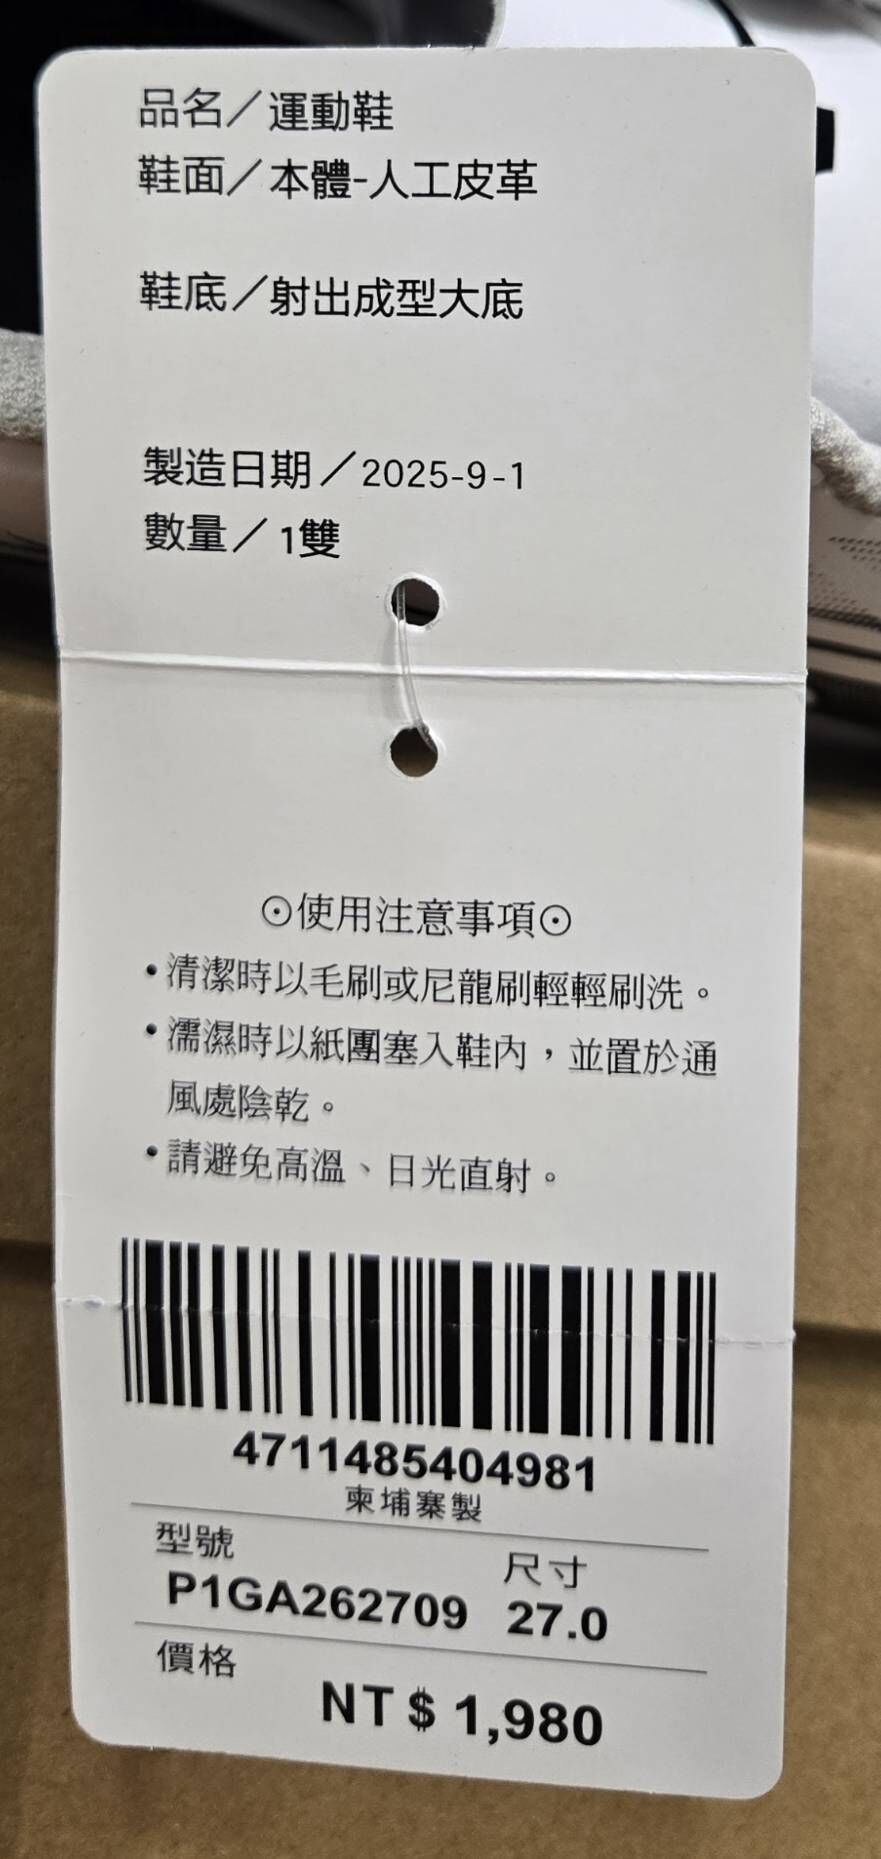 品名／運動鞋
鞋面／本體-人工皮革
鞋底／射出成型大底
製造日期／2025-9-1
數量／1雙
⊙使用注意事項⊙
•清潔時以毛刷或尼龍刷輕輕刷洗。
•濡濕時以紙團塞入鞋內，並置於通
風處陰乾。
•請避免高溫、日光直射。
4711485404981
柬埔寨製
型號 尺寸
P1GA262709 27.0
價格
NT$1,980